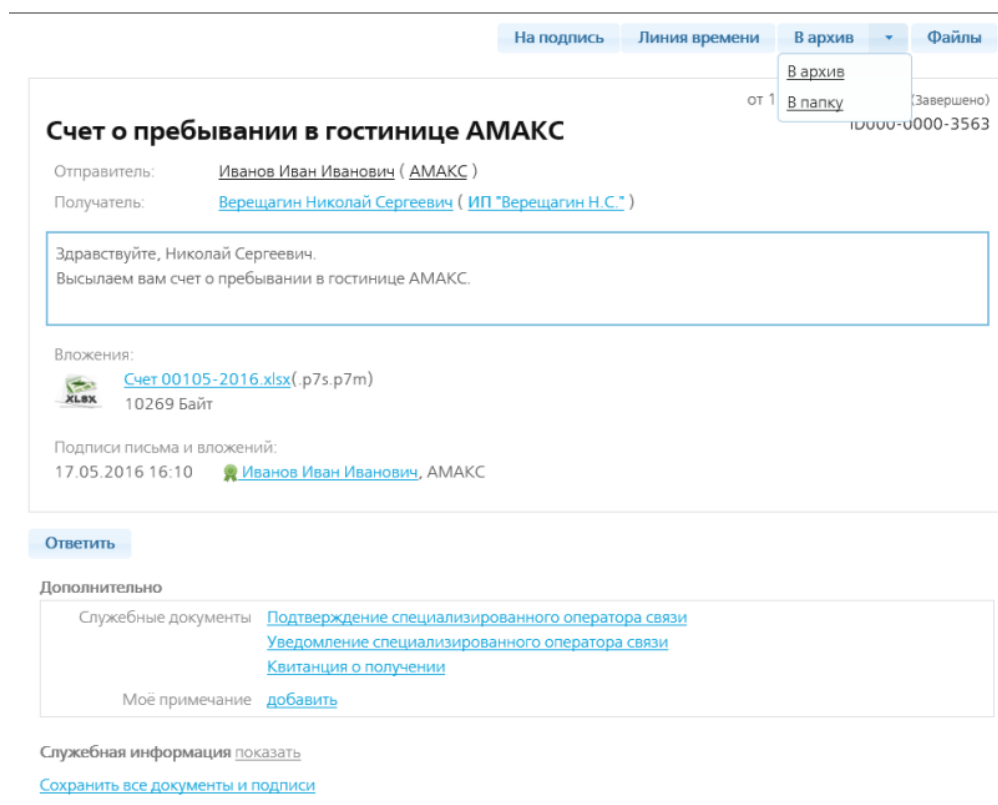 На подпись Линия времени В архив Файлы
В архив
В папку
от 1 (Завершено)
Счет о пребывании в гостинице АМАКС
ID000-0000-3563
Отправитель: Иванов Иван Иванович ( АМАКС )
Получатель: Верещагин Николай Сергеевич ( ИП "Верещагин Н.С." )
Здравствуйте, Николай Сергеевич.
Высылаем вам счет о пребывании в гостинице АМАКС.
Вложения:
XLSX Счет 00105-2016.xlsx(.p7s.p7m)
10269 Байт
Подписи письма и вложений:
17.05.2016 16:10 Иванов Иван Иванович, АМАКС
Ответить
Дополнительно
Служебные документы Подтверждение специализированного оператора связи
Уведомление специализированного оператора связи
Квитанция о получении
Моё примечание добавить
Служебная информация показать
Сохранить все документы и подписи